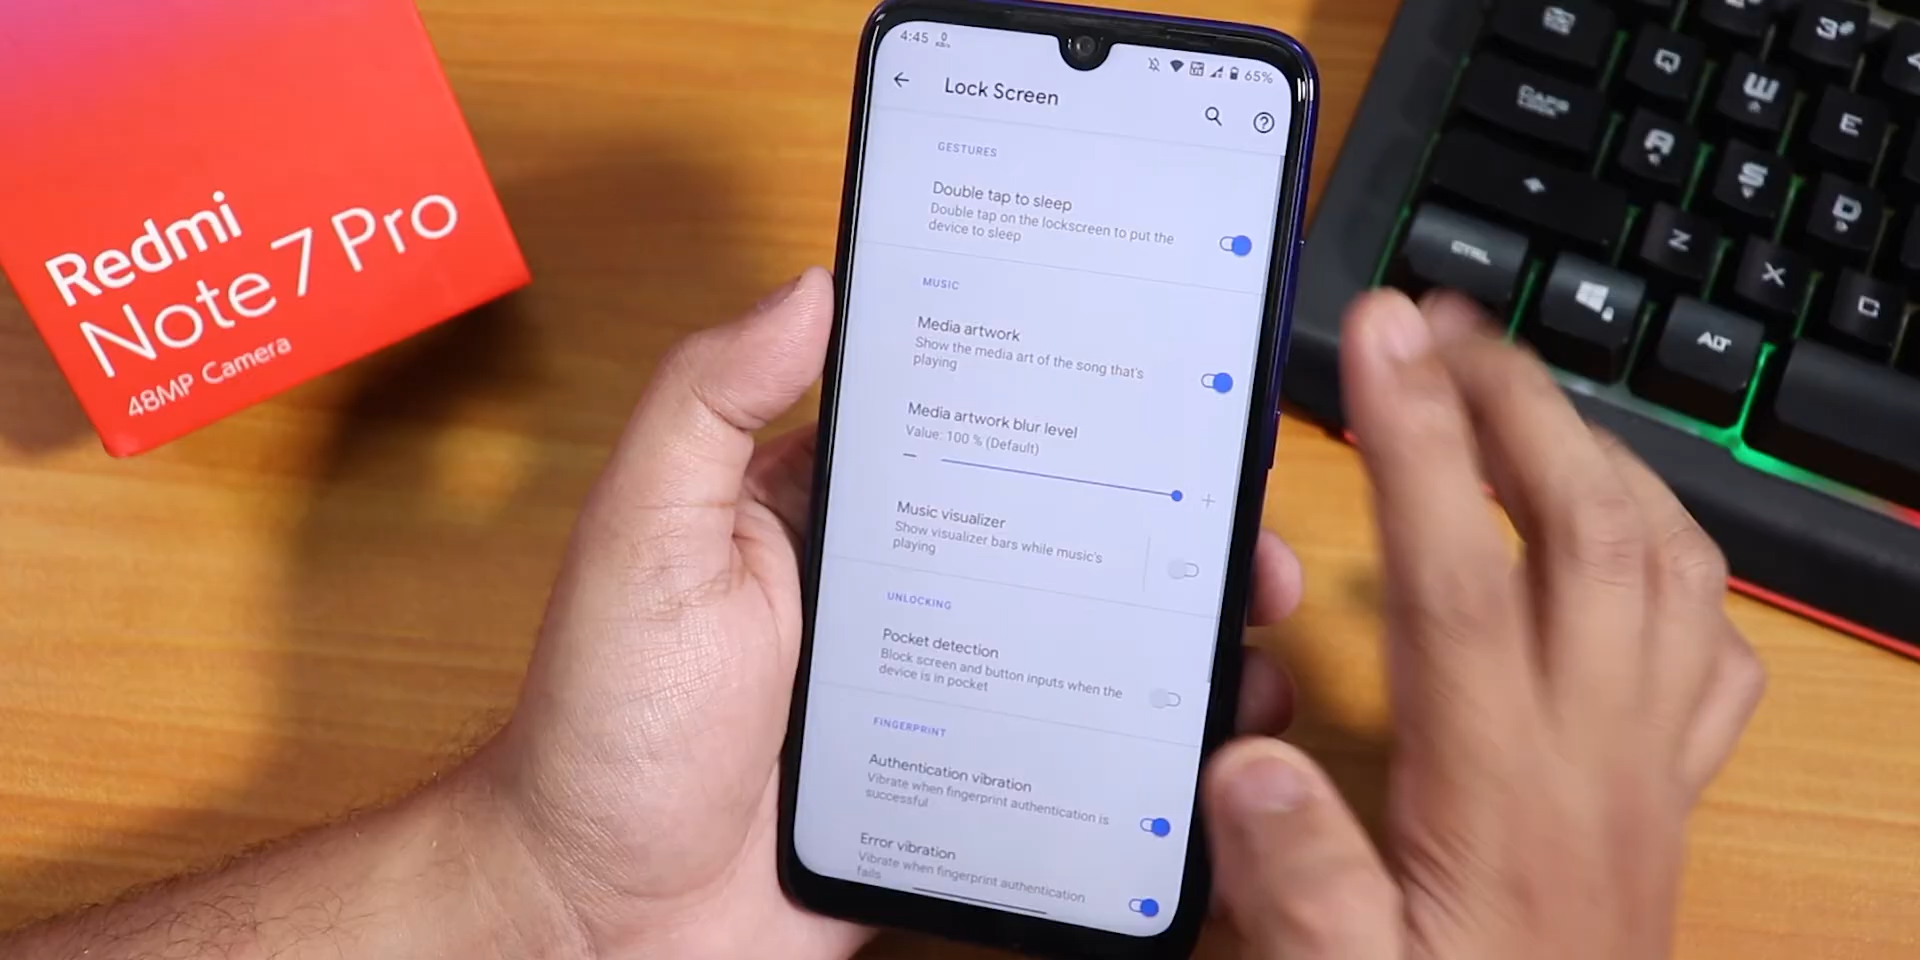 Redmi
Note 7 Pro
48MP Camera
4:45
0
65%
Lock Screen
GESTURES
Double tap to sleep
Double tap on the lockscreen to put the
device to sleep
MUSIC
Media artwork
Show the media art of the song that's
playing
Media artwork blur level
Value: 100 % (Default)
Music visualizer
Show visualizer bars while music's
playing
UNLOCKING
Pocket detection
Block screen and button inputs when the
device is in pocket
FINGERPRINT
Authentication vibration
Vibrate when fingerprint authentication is
successful
Error vibration
Vibrate when fingerprint authentication
fails
3
Q
W
E
CAPS
LOCK
A
S
D
Z
X
C
CTRL
ALT